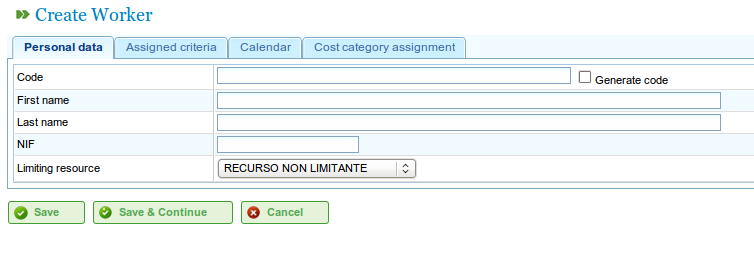 Create Worker
Personal data Assigned criteria Calendar Cost category assignment
Code Generate code
First name
Last name
NIF
Limiting resource RECURSO NON LIMITANTE
Save Save & Continue Cancel